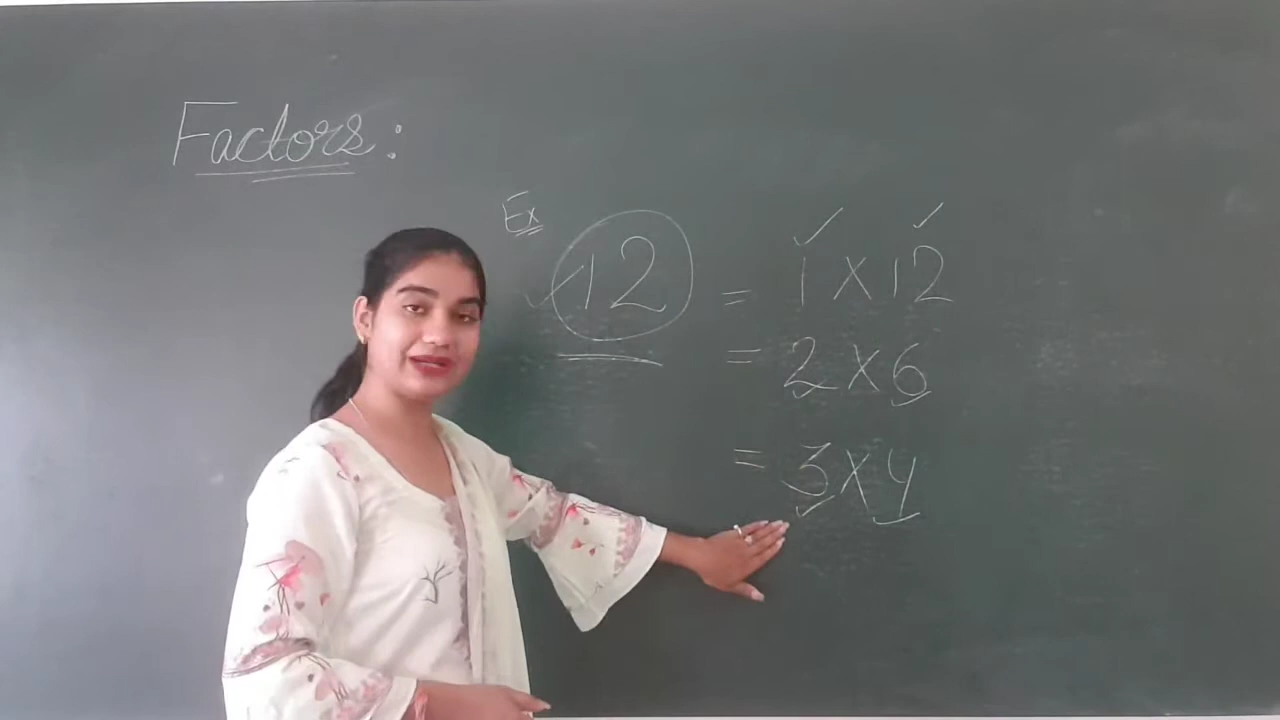 Factors:
Ex
12 = 1 X 12
= 2 X 6
= 3 X 4